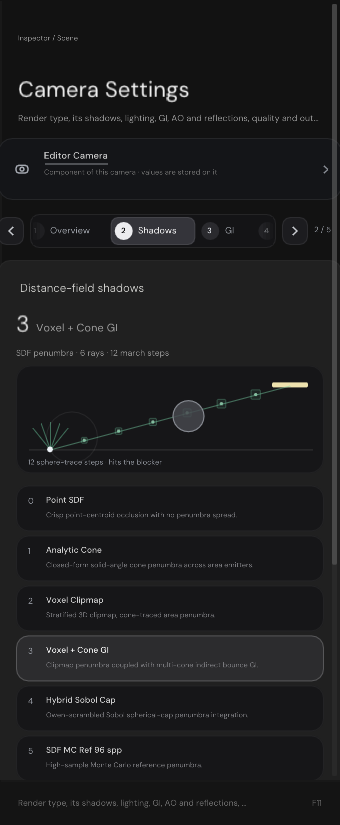 Inspector / Scene
Camera Settings
Render type, its shadows, lighting, GI, AO and reflections, quality and out...
Editor Camera
Component of this camera · values are stored on it
Overview
2 Shadows
3 GI
4
2 / 5
Distance-field shadows
3 Voxel + Cone GI
SDF penumbra · 6 rays · 12 march steps
12 sphere-trace steps · hits the blocker
0 Point SDF
Crisp point-centroid occlusion with no penumbra spread.
1 Analytic Cone
Closed-form solid-angle cone penumbra across area emitters.
2 Voxel Clipmap
Stratified 3D clipmap, cone-traced area penumbra.
3 Voxel + Cone GI
Clipmap penumbra coupled with multi-cone indirect bounce GI.
4 Hybrid Sobol Cap
Owen-scrambled Sobol spherical-cap penumbra integration.
5 SDF MC Ref 96 spp
High-sample Monte Carlo reference penumbra.
Render type, its shadows, lighting, GI, AO and reflections, ...
F11